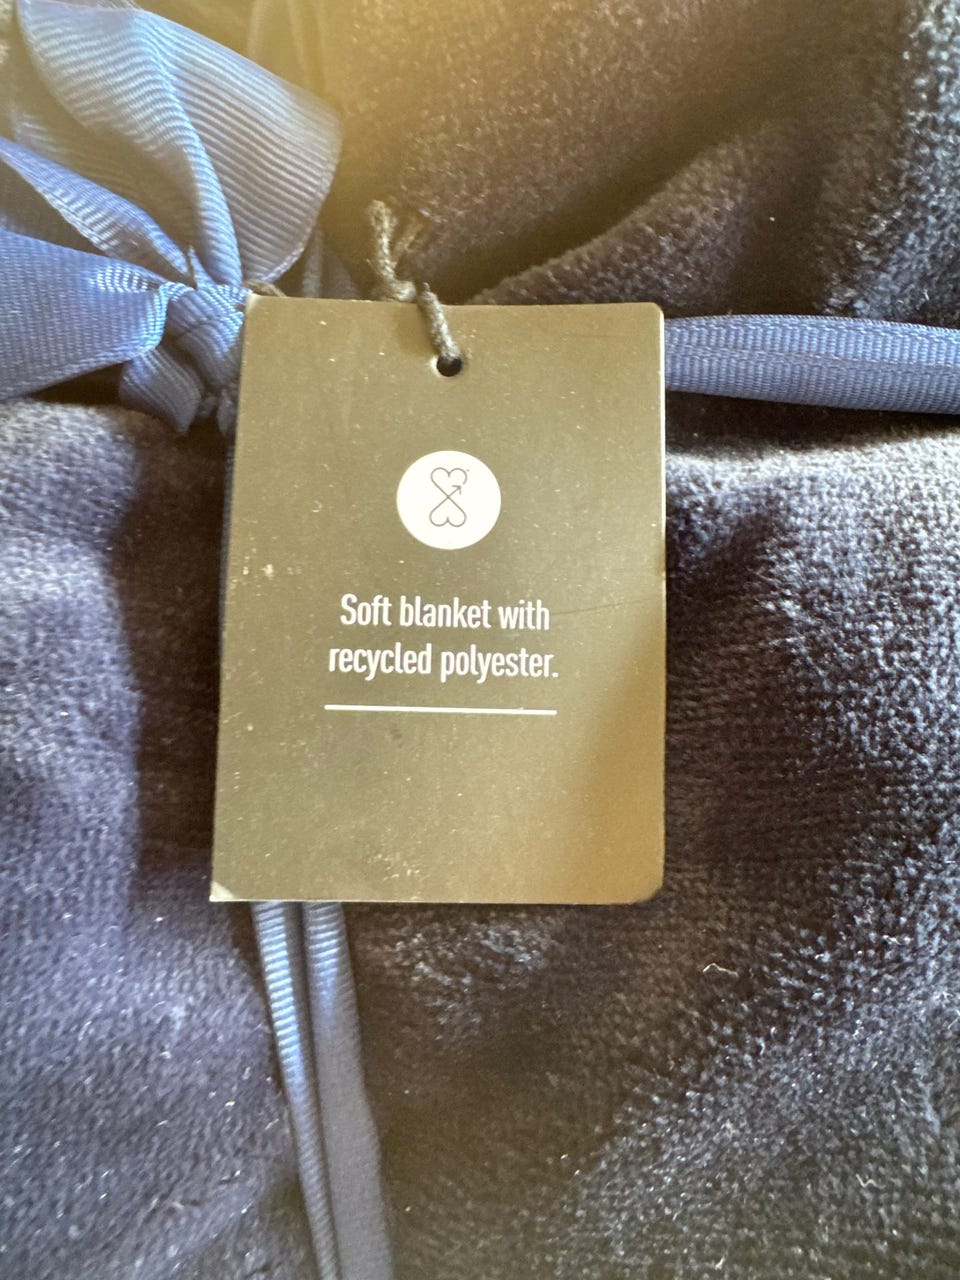 Soft blanket with
recycled polyester.